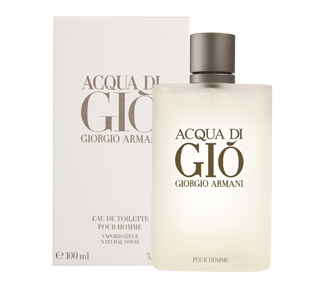 ACQUA DI
GIÒ
GIORGIO ARMANI
EAU DE TOILETTE
POUR HOMME
VAPORISATEUR
NATURAL SPRAY
℮ 100 ml
3.
ACQUA DI
GIÒ
GIORGIO ARMANI
POUR HOMME